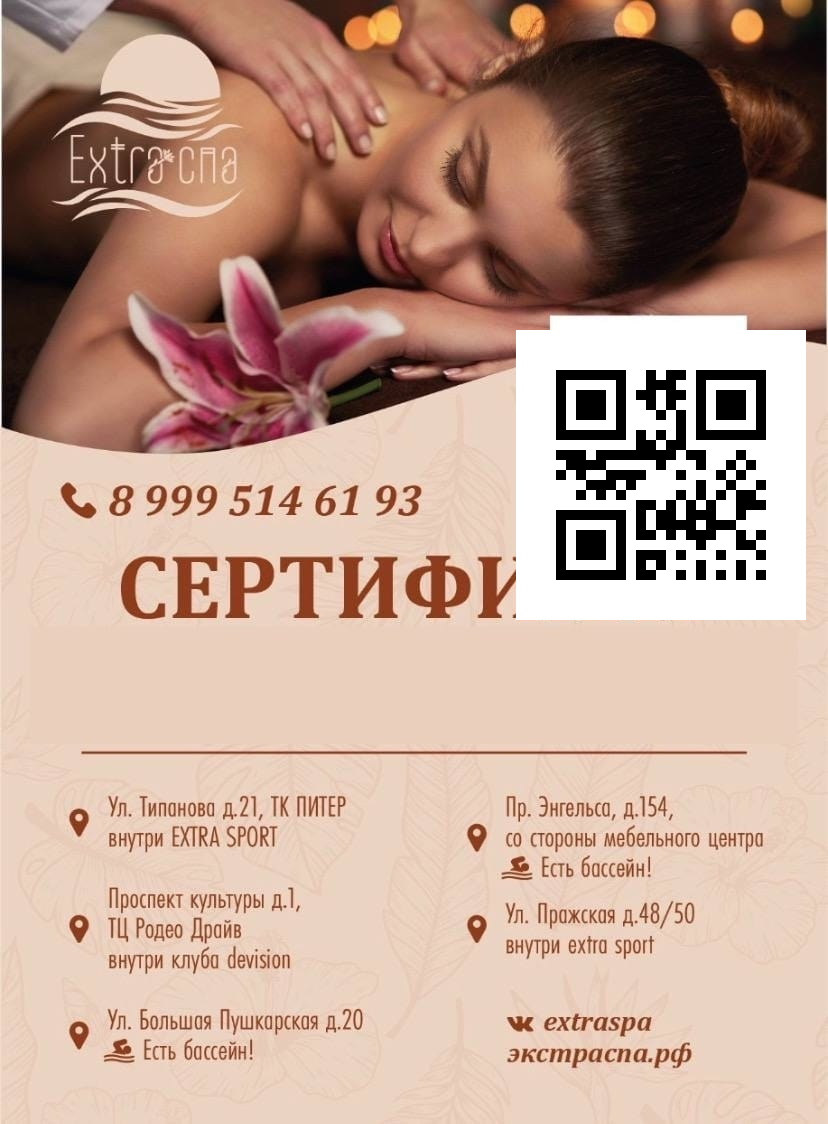 Extra спа
8 999 514 61 93
СЕРТИФИ
Ул. Типанова д.21, ТК ПИТЕР
внутри EXTRA SPORT
Проспект культуры д.1,
ТЦ Родео Драйв
внутри клуба devision
Ул. Большая Пушкарская д.20
Есть бассейн!
Пр. Энгельса, д.154,
со стороны мебельного центра
Есть бассейн!
Ул. Пражская д.48/50
внутри extra sport
extraspa
экстраспа.рф